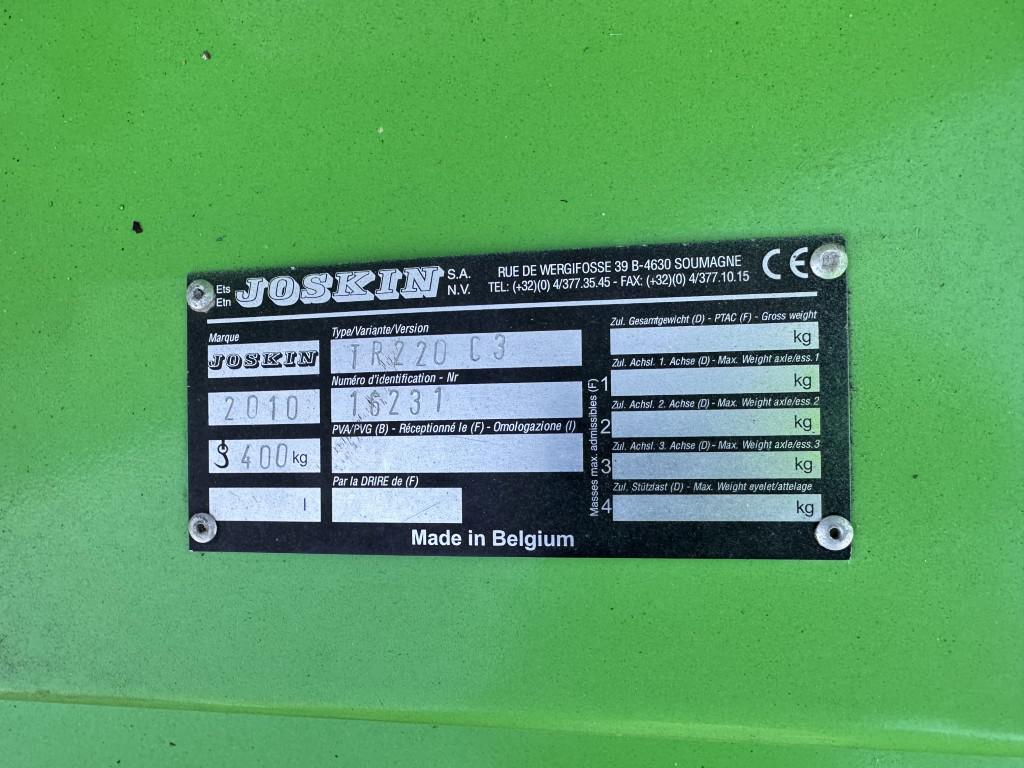 Ets
Etn
JOSKIN
S.A.
N.V.
RUE DE WERGIFOSSE 39 B-4630 SOUMAGNE
TEL: (+32)(0) 4/377.35.45 - FAX: (+32)(0) 4/377.10.15
CE
Marque
JOSKIN
2010
400 kg
l
Type/Variante/Version
TR220 C3
Numéro d'identification - Nr
16231
PVA/PVG (B) - Réceptionné le (F) - Omologazione (I)
Par la DRIRE de (F)
Masses max. admissibles (F)
Zul. Gesamtgewicht (D) - PTAC (F) - Gross weight
kg
Zul. Achsl. 1. Achse (D) - Max. Weight axle/ess.1
1 kg
Zul. Achsl. 2. Achse (D) - Max. Weight axle/ess.2
2 kg
Zul. Achsl. 3. Achse (D) - Max. Weight axle/ess.3
3 kg
Zul. Stützlast (D) - Max. Weight eyelet/attelage
4 kg
Made in Belgium